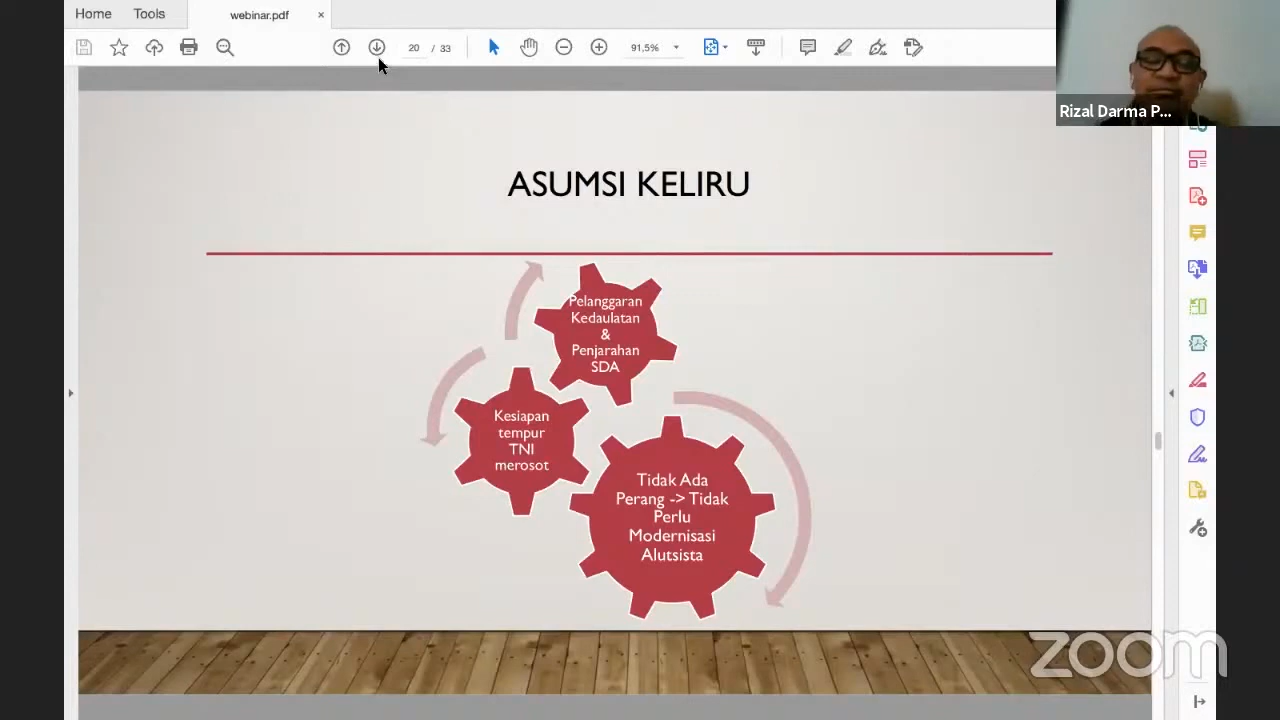 Home
Tools
webinar.pdf
×
20 / 33
91,5%
Rizal Darma P...
ASUMSI KELIRU
Pelanggaran
Kedaulatan
&
Penjarahan
SDA
Kesiapan
tempur
TNI
merosot
Tidak Ada
Perang -> Tidak
Perlu
Modernisasi
Alutsista
zoom